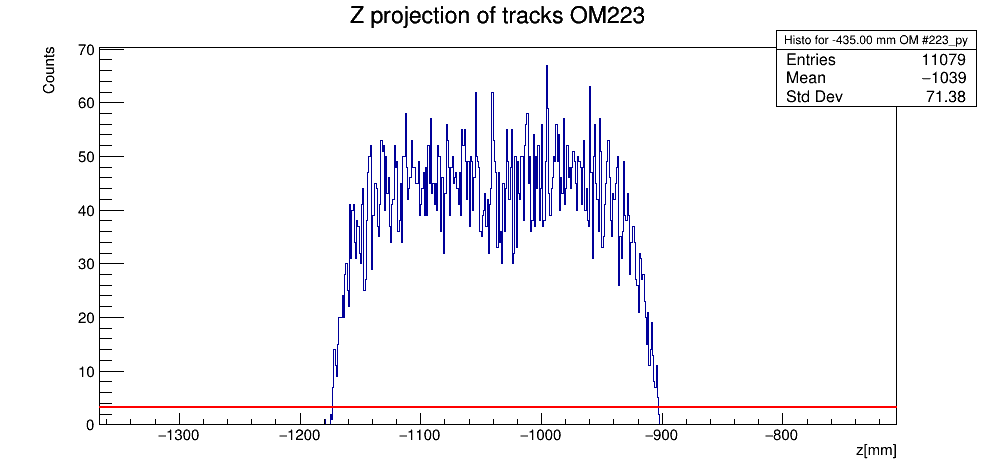 Z projection of tracks OM223
Histo for -435.00 mm OM #223_py
Entries 11079
Mean −1039
Std Dev 71.38
Counts
70
60
50
40
30
20
10
0
−1300 −1200 −1100 −1000 −900 −800
z[mm]